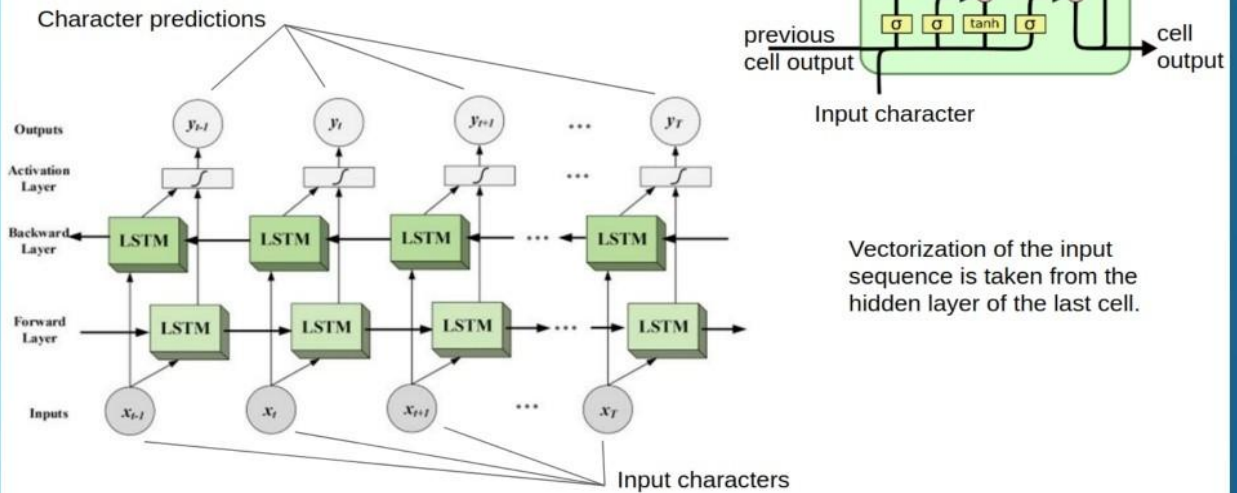 Character predictions
σ σ tanh σ
previous
cell output
cell
output
Input character
Outputs
y_{t-1} y_t y_{t+1} ... y_T
Activation
Layer
∫ ∫ ∫ ... ∫
Backward
Layer
LSTM LSTM LSTM ... LSTM
Vectorization of the input
sequence is taken from the
hidden layer of the last cell.
Forward
Layer
LSTM LSTM LSTM ... LSTM
Inputs
x_{t-1} x_t x_{t+1} ... x_T
Input characters